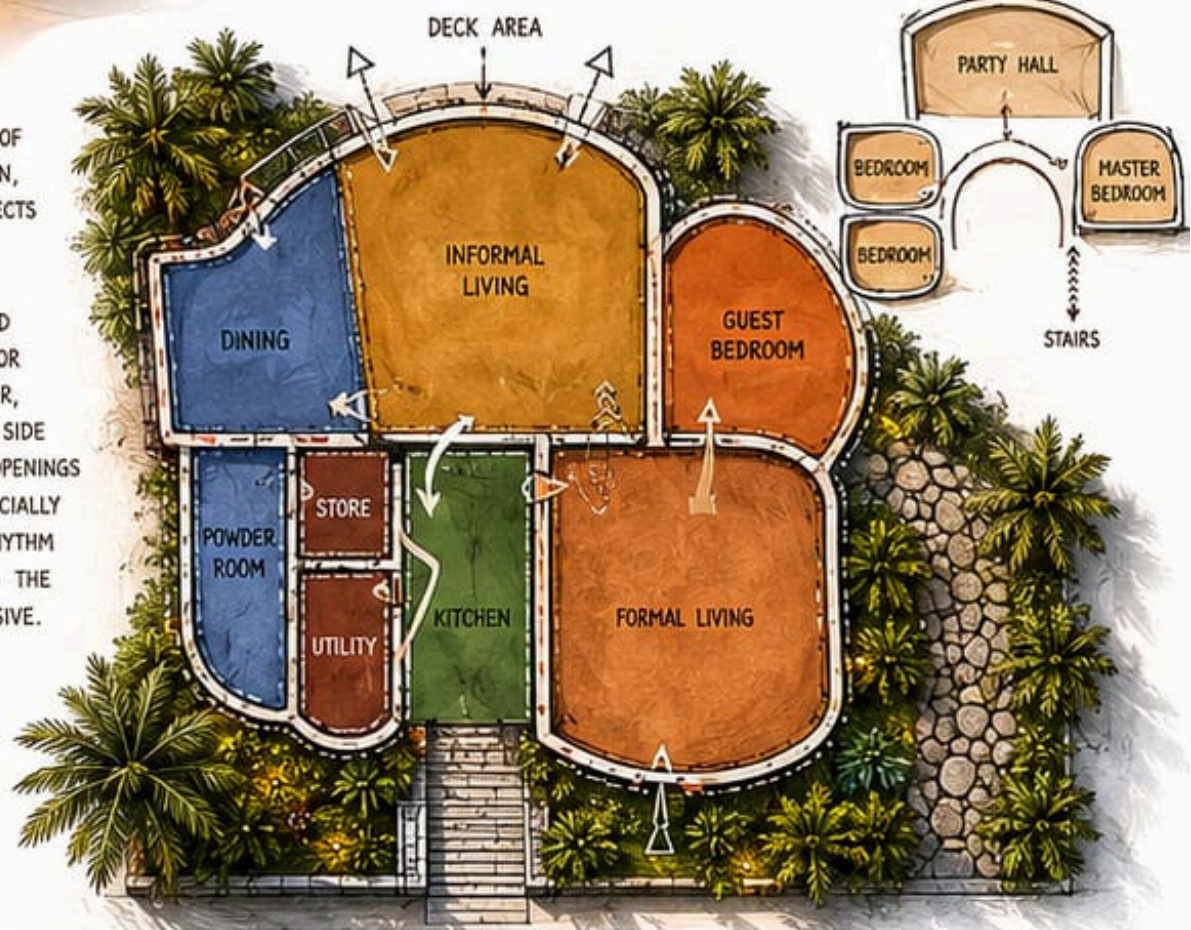 OF
N,
ECTS
D
OR
R,
SIDE
OPENINGS
CIALLY
HYTHM
THE
SIVE.
DECK AREA
INFORMAL
LIVING
DINING
GUEST
BEDROOM
STORE
POWDER
ROOM
KITCHEN
UTILITY
FORMAL LIVING
PARTY HALL
BEDROOM
MASTER
BEDROOM
BEDROOM
STAIRS